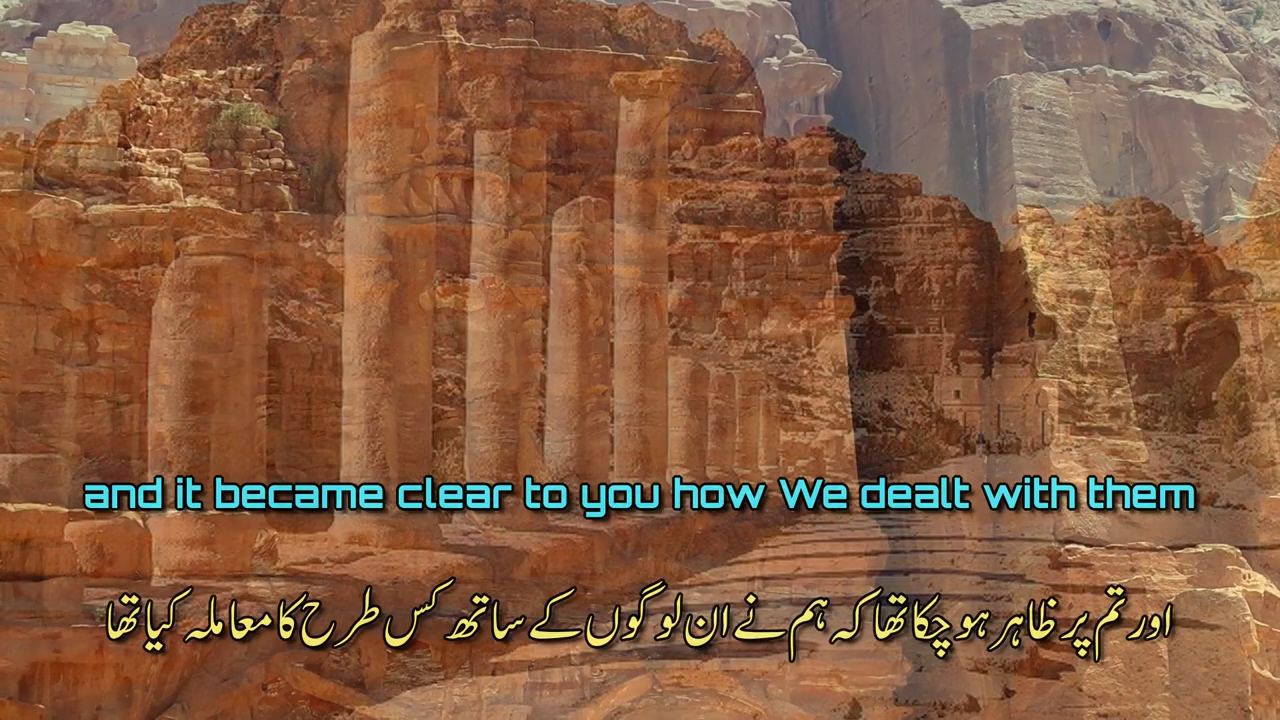 and it became clear to you how We dealt with them
اور تم پر ظاہر ہو چکا تھا کہ ہم نے ان لوگوں کے ساتھ کس طرح کا معاملہ کیا تھا